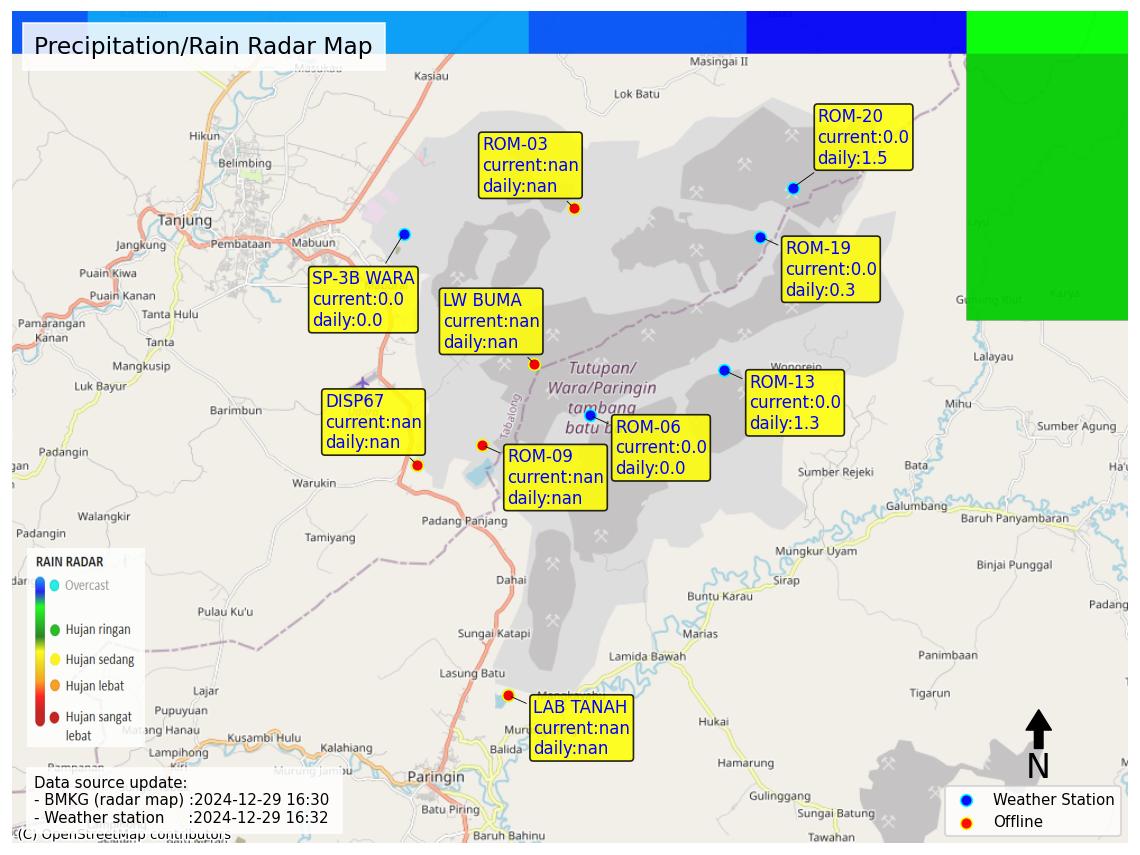 Precipitation/Rain Radar Map
Masingai II
Kasiau
Lok Batu
ROM-20
current:0.0
daily:1.5
Hikun
ROM-03
current:nan
daily:nan
Belimbing
Tanjung
Jangkung
Pembataan
Mabuun
ROM-19
current:0.0
daily:0.3
SP-3B WARA
current:0.0
daily:0.0
Puain Kiwa
Puain Kanan
Tanta Hulu
LW BUMA
current:nan
daily:nan
Karya
Pamarangan
Kanan
Tanta
Lalayau
Mangkusip
Luk Bayur
Tutupan/
Wara/Paringin
tambang
batu b
Wonorejo
ROM-13
current:0.0
daily:1.3
Tabalong
DISP67
current:nan
daily:nan
Barimbun
Mihu
ROM-06
current:0.0
daily:0.0
Sumber Agung
Padangin
ROM-09
current:nan
daily:nan
Warukin
Sumber Rejeki
Bata
Galumbang
Walangkir
Padang Panjang
Baruh Panyambaran
Padangin
Tamiyang
Mungkur Uyam
Binjai Punggal
RAIN RADAR
Overcast
Hujan ringan
Hujan sedang
Hujan lebat
Hujan sangat
lebat
Dahai
Sirap
Buntu Karau
Padang
Pulau Ku'u
Sungai Katapi
Marias
Lamida Bawah
Panimbaan
Lasung Batu
Lajar
Tigarun
Pupuyuan
LAB TANAH
current:nan
daily:nan
Matang Hanau
Kusambi Hulu
Hukai
Lampihong
Kalahiang
Balida
Hamarung
N
Murung Jambu
Paringin
Data source update:
- BMKG (radar map) :2024-12-29 16:30
- Weather station :2024-12-29 16:32
Gulinggang
Batu Piring
Sungai Batung
Weather Station
Offline
(C) OpenStreetMap contributors
Baruh Bahinu
Tawahan